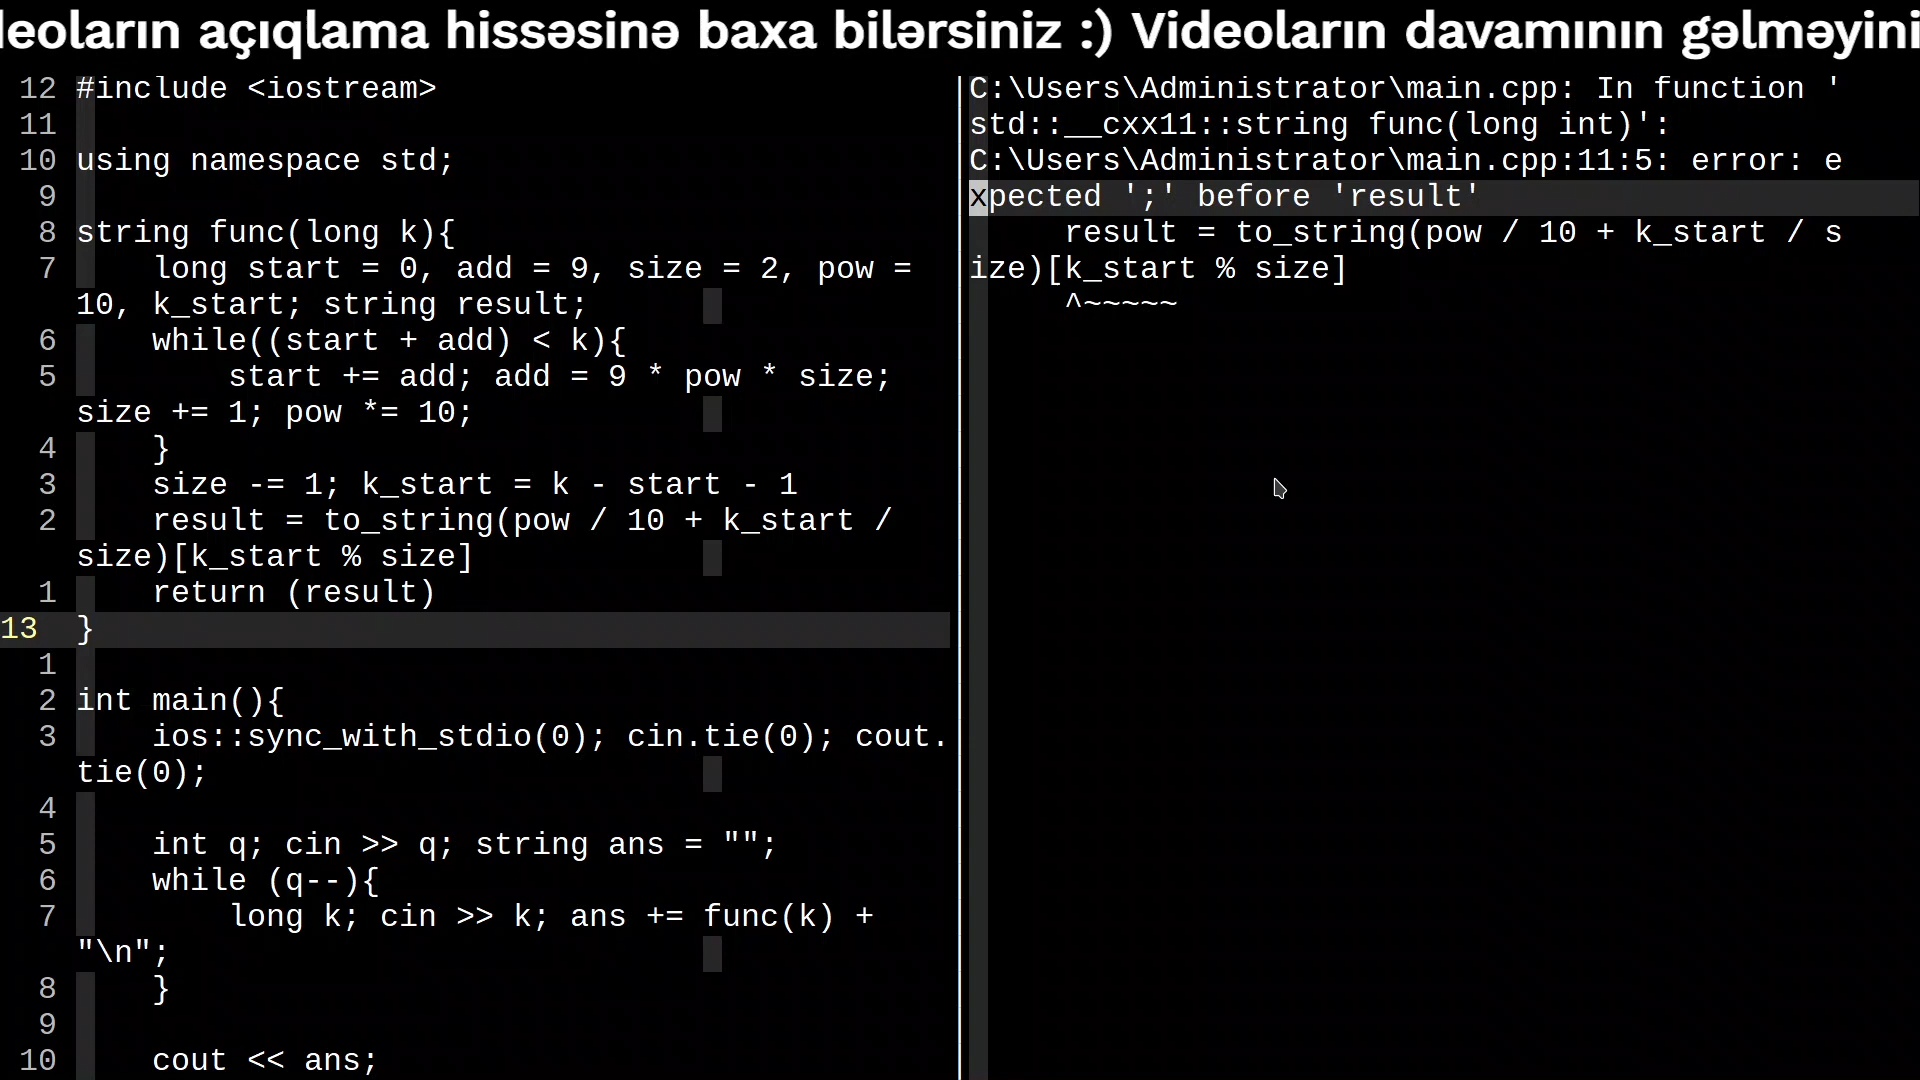 deoların açıqlama hissəsinə baxa bilərsiniz :) Videoların davamının gəlməyini
12 #include <iostream>
11
10 using namespace std;
9
8 string func(long k){
7     long start = 0, add = 9, size = 2, pow =
10, k_start; string result;
6     while((start + add) < k){
5         start += add; add = 9 * pow * size;
size += 1; pow *= 10;
4     }
3     size -= 1; k_start = k - start - 1
2     result = to_string(pow / 10 + k_start /
size)[k_start % size]
1     return (result)
13 }
1
2 int main(){
3     ios::sync_with_stdio(0); cin.tie(0); cout.
tie(0);
4
5     int q; cin >> q; string ans = "";
6     while (q--){
7         long k; cin >> k; ans += func(k) +
"\n";
8     }
9
10     cout << ans;
C:\Users\Administrator\main.cpp: In function '
std::__cxx11::string func(long int)':
C:\Users\Administrator\main.cpp:11:5: error: e
xpected ';' before 'result'
     result = to_string(pow / 10 + k_start / s
ize)[k_start % size]
     ^~~~~~